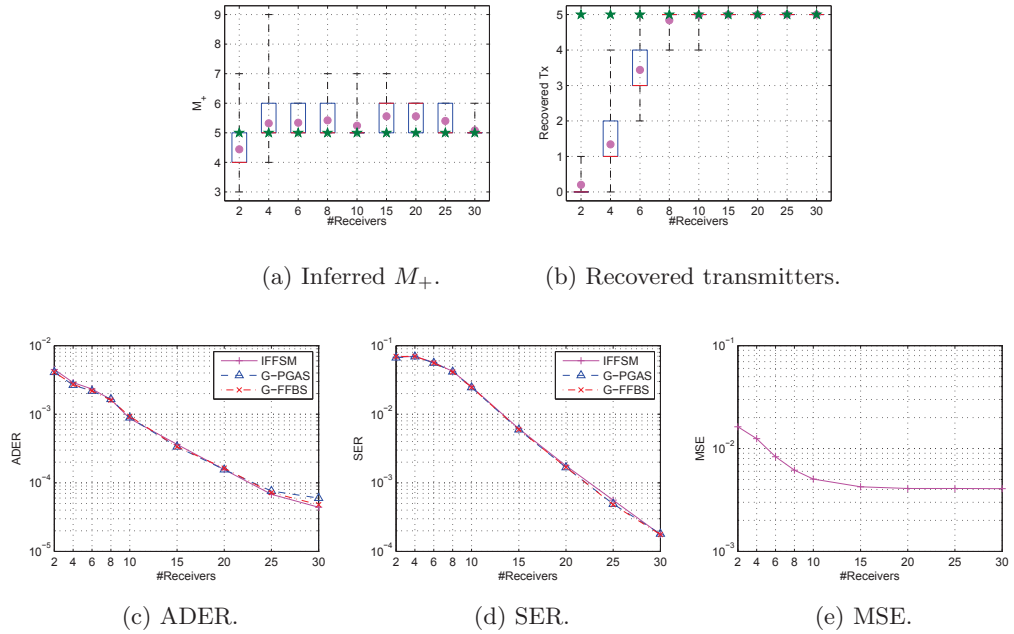 9
8
7
6
5
4
3
M₊
2 4 6 8 10 15 20 25 30
#Receivers
(a) Inferred M₊.
5
4
3
2
1
0
Recovered Tx
2 4 6 8 10 15 20 25 30
#Receivers
(b) Recovered transmitters.
10⁻²
10⁻³
10⁻⁴
10⁻⁵
ADER
IFFSM
G−PGAS
G−FFBS
2 4 6 8 10 15 20 25 30
#Receivers
(c) ADER.
10⁻¹
10⁻²
10⁻³
10⁻⁴
SER
IFFSM
G−PGAS
G−FFBS
2 4 6 8 10 15 20 25 30
#Receivers
(d) SER.
10⁻¹
10⁻²
10⁻³
MSE
2 4 6 8 10 15 20 25 30
#Receivers
(e) MSE.